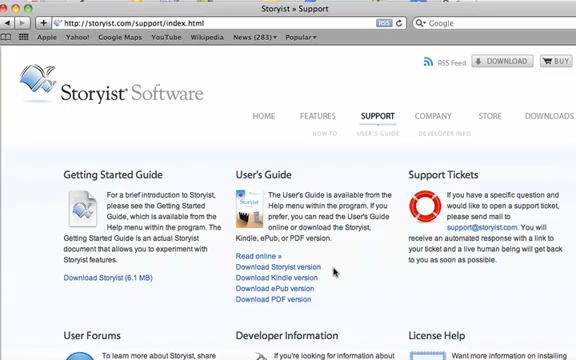 Storyist » Support
http://storyist.com/support/index.html
RSS
Google
Apple Yahoo! Google Maps YouTube Wikipedia News (283) Popular
RSS Feed
DOWNLOAD
BUY
Storyist Software
HOME FEATURES SUPPORT COMPANY STORE DOWNLOADS
HOW TO USER'S GUIDE DEVELOPER INFO
Getting Started Guide
For a brief introduction to Storyist,
please see the Getting Started
Guide, which is available from the
Help menu within the program. The
Getting Started Guide is an actual Storyist
document that allows you to experiment with
Storyist features.
Download Storyist (6.1 MB)
User's Guide
The User's Guide is available from the
Help menu within the program. If you
prefer, you can read the User's Guide
online or download the Storyist,
Kindle, ePub, or PDF version.
Read online »
Download Storyist version
Download Kindle version
Download ePub version
Download PDF version
Support Tickets
If you have a specific question and
would like to open a support ticket,
please send mail to
support@storyist.com. You will
receive an automated response with a link to
your ticket and a live human being will get back
to you as soon as possible.
User Forums
To learn more about Storyist, share
Developer Information
If you're looking for information about
License Help
Want more information on installing